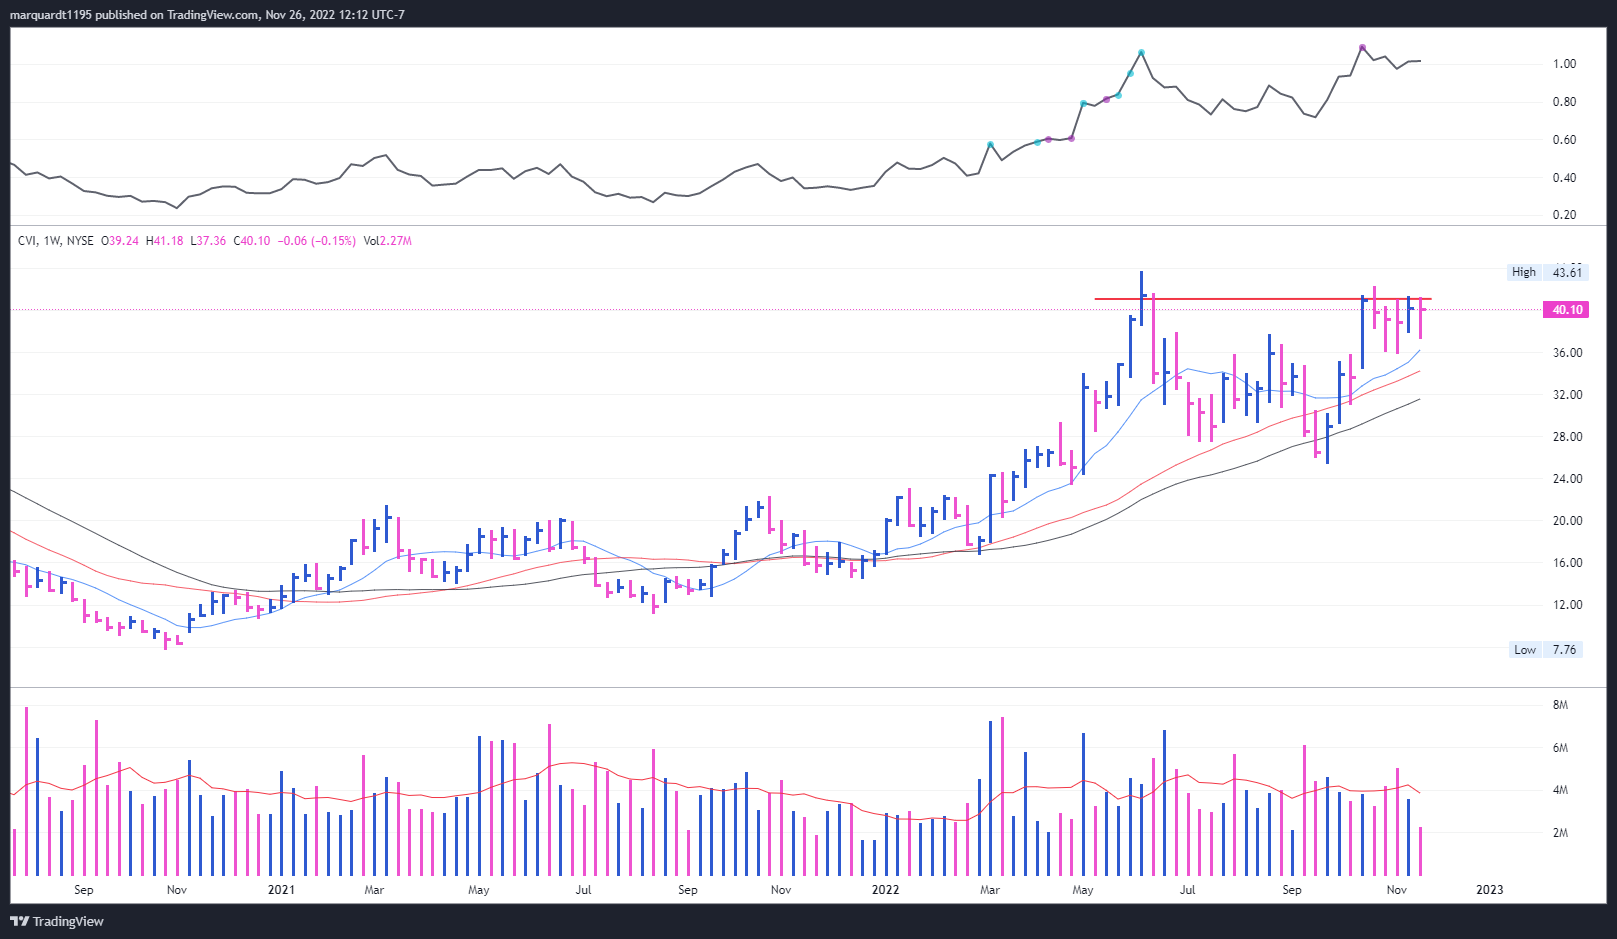 marquardt1195 published on TradingView.com, Nov 26, 2022 12:12 UTC-7
1.00
0.80
0.60
0.40
0.20
CVI, 1W, NYSE O39.24 H41.18 L37.36 C40.10 −0.06 (−0.15%) Vol2.27M
High 43.61
40.10
36.00
32.00
28.00
24.00
20.00
16.00
12.00
Low 7.76
8M
6M
4M
2M
Sep Nov 2021 Mar May Jul Sep Nov 2022 Mar May Jul Sep Nov 2023
TradingView